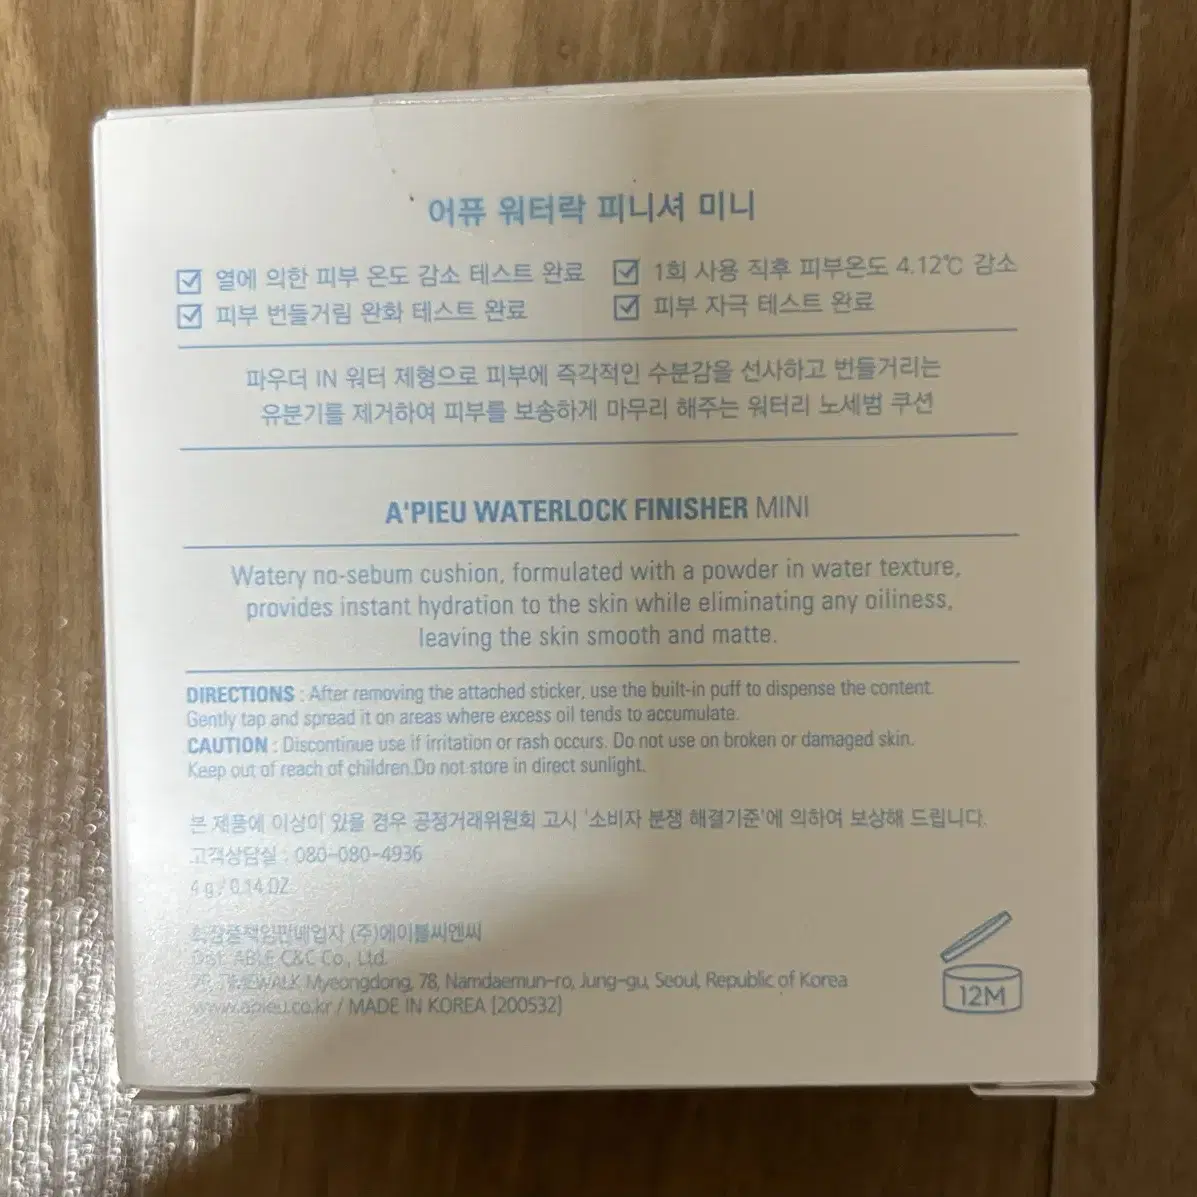 어퓨 워터락 피니셔 미니
열에 의한 피부 온도 감소 테스트 완료
1회 사용 직후 피부온도 4.12℃ 감소
피부 번들거림 완화 테스트 완료
피부 자극 테스트 완료
파우더 IN 워터 제형으로 피부에 즉각적인 수분감을 선사하고 번들거리는
유분기를 제거하여 피부를 보송하게 마무리 해주는 워터리 노세범 쿠션
A'PIEU WATERLOCK FINISHER MINI
Watery no-sebum cushion, formulated with a powder in water texture,
provides instant hydration to the skin while eliminating any oiliness,
leaving the skin smooth and matte.
DIRECTIONS : After removing the attached sticker, use the built-in puff to dispense the content.
Gently tap and spread it on areas where excess oil tends to accumulate.
CAUTION : Discontinue use if irritation or rash occurs. Do not use on broken or damaged skin.
Keep out of reach of children.Do not store in direct sunlight.
본 제품에 이상이 있을 경우 공정거래위원회 고시 '소비자 분쟁 해결기준'에 의하여 보상해 드립니다.
고객상담실 : 080-080-4936
4 g / 0.14 OZ.
화장품책임판매업자 (주)에이블씨엔씨
Dist. ABLE C&C Co., Ltd.
TIMEWALK Myeongdong, 78, Namdaemun-ro, Jung-gu, Seoul, Republic of Korea
www.apieu.co.kr / MADE IN KOREA [200532]
12M